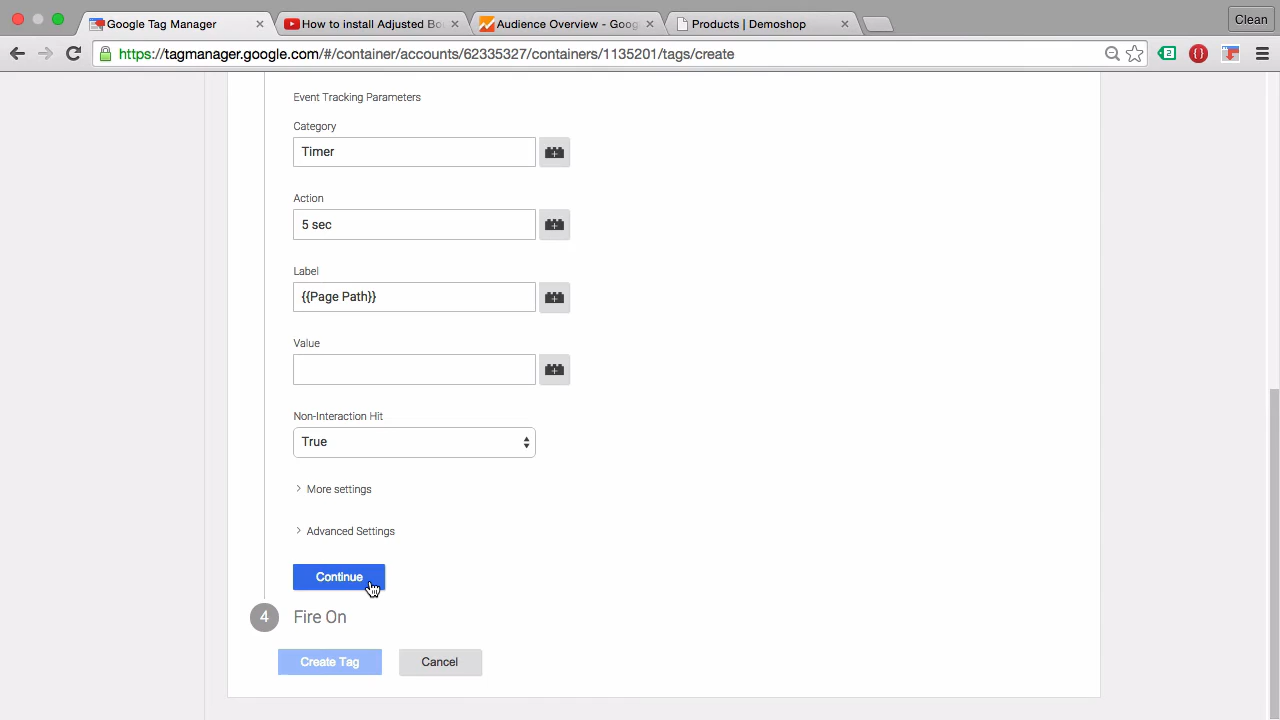 Google Tag Manager
How to install Adjusted Bo
Audience Overview - Goog
Products | Demoshop
Clean
https://tagmanager.google.com/#/container/accounts/62335327/containers/1135201/tags/create
Event Tracking Parameters
Category
Timer
Action
5 sec
Label
{{Page Path}}
Value
Non-Interaction Hit
True
More settings
Advanced Settings
Continue
4 Fire On
Create Tag Cancel